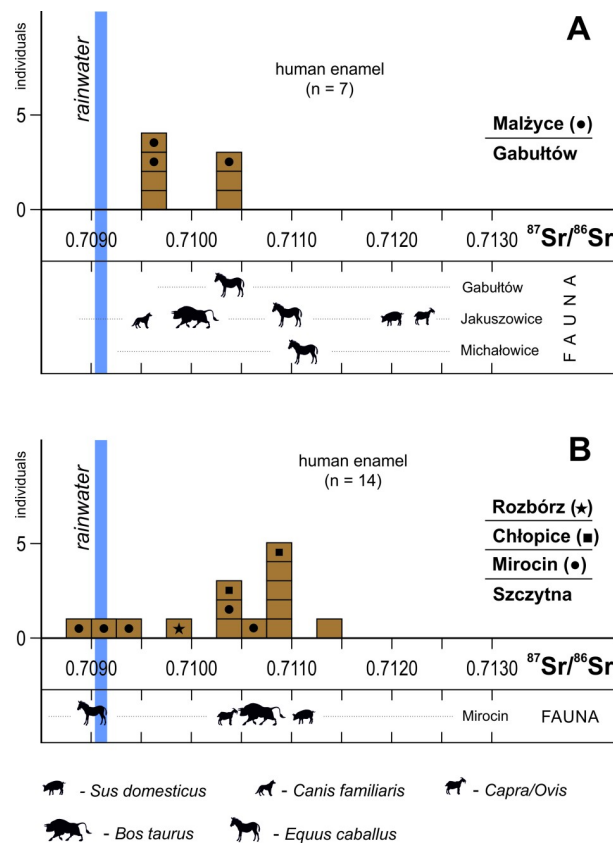 A
individuals
rainwater
human enamel
(n = 7)
5
Malżyce (●)
Gabułtów
0
0.7090 0.7100 0.7110 0.7120 0.7130 ⁸⁷Sr/⁸⁶Sr
Gabułtów
Jakuszowice
Michałowice
FAUNA
B
individuals
rainwater
human enamel
(n = 14)
5
Rozbórz (★)
Chłopice (■)
Mirocin (●)
Szczytna
0
0.7090 0.7100 0.7110 0.7120 0.7130 ⁸⁷Sr/⁸⁶Sr
Mirocin FAUNA
- Sus domesticus - Canis familiaris - Capra/Ovis
- Bos taurus - Equus caballus